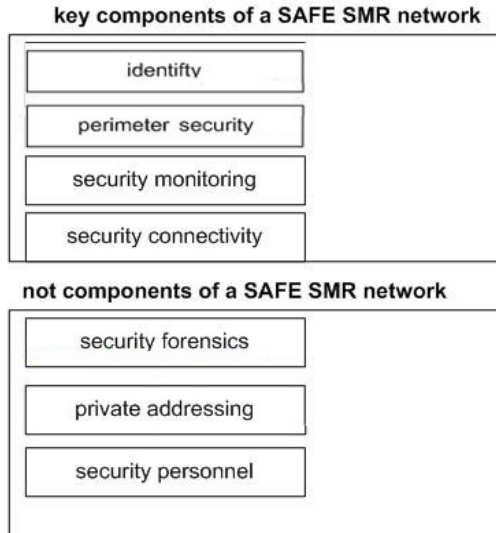 key components of a SAFE SMR network
identifty
perimeter security
security monitoring
security connectivity
not components of a SAFE SMR network
security forensics
private addressing
security personnel